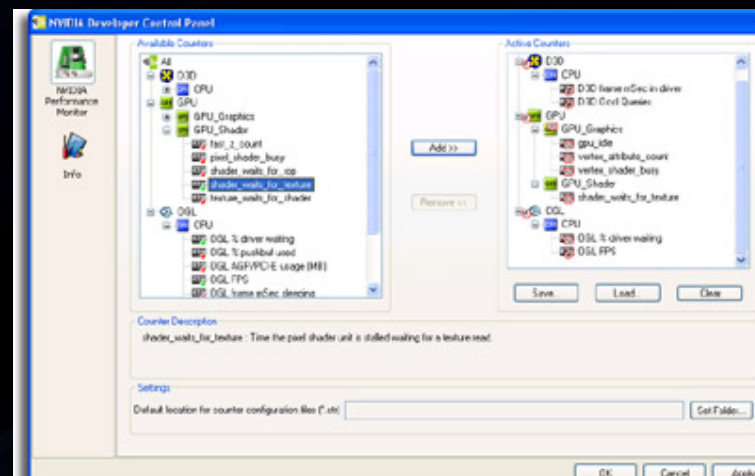 NVIDIA Developer Control Panel
NVIDIA
Performance
Monitor
Info
Available Counters
All
D3D
CPU
GPU
GPU_Graphics
GPU_Shader
fast_z_count
pixel_shader_busy
shader_waits_for_rop
shader_waits_for_texture
texture_waits_for_shader
OGL
CPU
OGL % driver waiting
OGL % pushbuf used
OGL AGP/PCI-E usage (MB)
OGL FPS
OGL frame mSec sleeping
Add >>
Remove <<
Active Counters
D3D
CPU
D3D frame mSec in driver
D3D Occl Queries
GPU
GPU_Graphics
gpu_idle
vertex_attribute_count
vertex_shader_busy
GPU_Shader
shader_waits_for_texture
OGL
CPU
OGL % driver waiting
OGL FPS
Save...
Load...
Clear
Counter Description
shader_waits_for_texture : Time the pixel shader unit is stalled waiting for a texture read.
Settings
Default location for counter configuration files (*.ctr)
Set Folder...
OK
Cancel
Apply